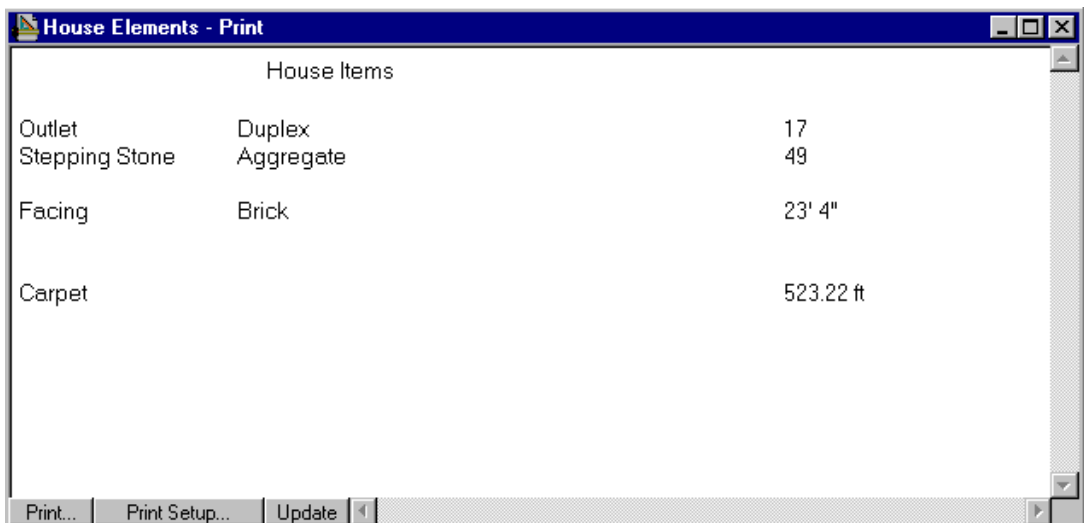 House Elements - Print
House Items
Outlet Duplex 17
Stepping Stone Aggregate 49
Facing Brick 23' 4"
Carpet 523.22 ft
Print... Print Setup... Update